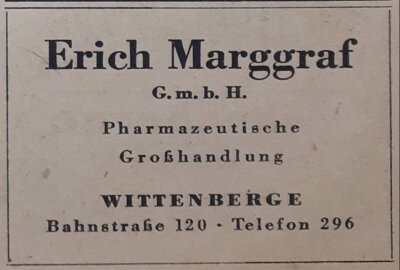 Erich Marggraf
G.m.b.H.
Pharmazeutische
Großhandlung
WITTENBERGE
Bahnstraße 120 - Telefon 296